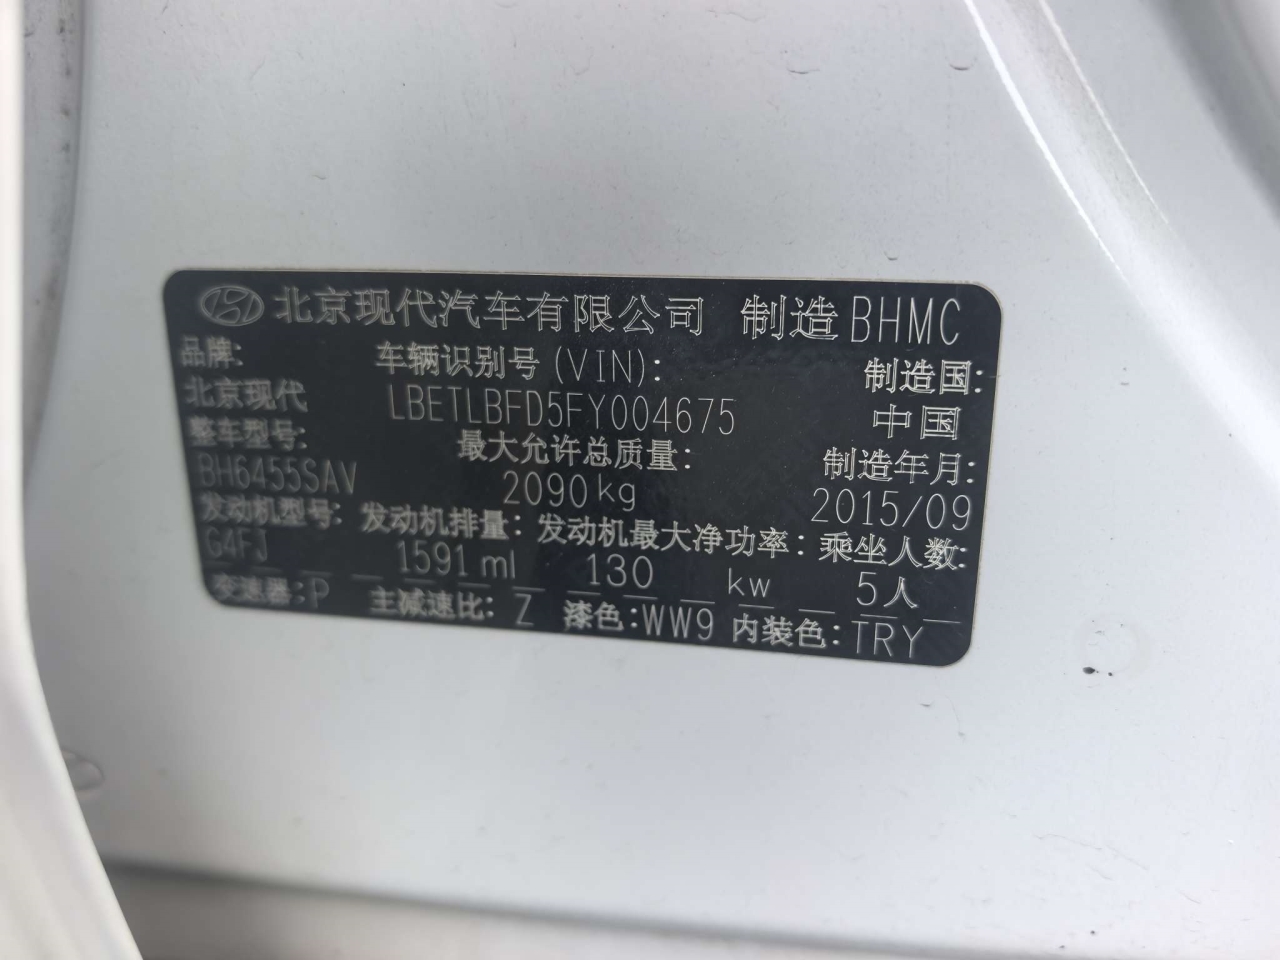 北京现代汽车有限公司 制造 BHMC
品牌: 车辆识别号(VIN): 制造国:
北京现代 LBETLBFD5FY004675 中国
整车型号: 最大允许总质量: 制造年月:
BH6455SAV 2090kg 2015/09
发动机型号: 发动机排量: 发动机最大净功率: 乘坐人数:
G4FJ 1591ml 130 kw 5人
变速器:P 主减速比: Z 漆色:WW9 内装色:TRY